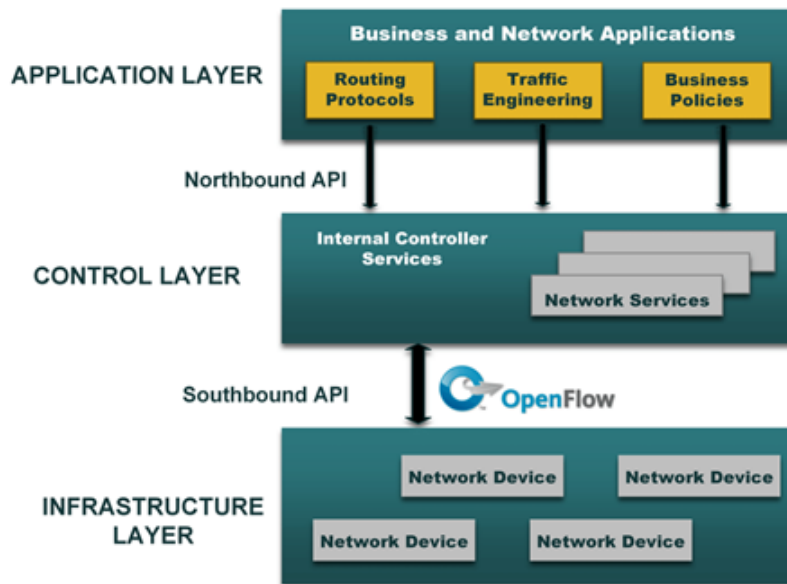 Business and Network Applications
APPLICATION LAYER
Routing
Protocols
Traffic
Engineering
Business
Policies
Northbound API
Internal Controller
Services
CONTROL LAYER
Network Services
Southbound API
OpenFlow
™
Network Device
Network Device
INFRASTRUCTURE
LAYER
Network Device
Network Device